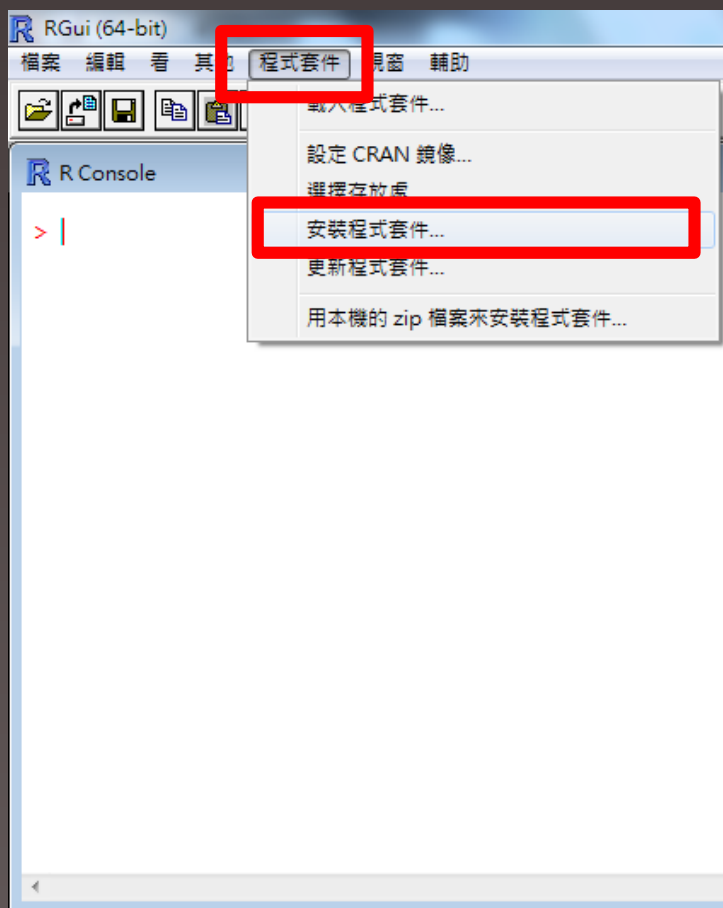 RGui (64-bit)
檔案 編輯 看 其他 程式套件 視窗 輔助
載入程式套件...
設定 CRAN 鏡像...
選擇存放處
安裝程式套件...
更新程式套件...
用本機的 zip 檔案來安裝程式套件...
R Console
>